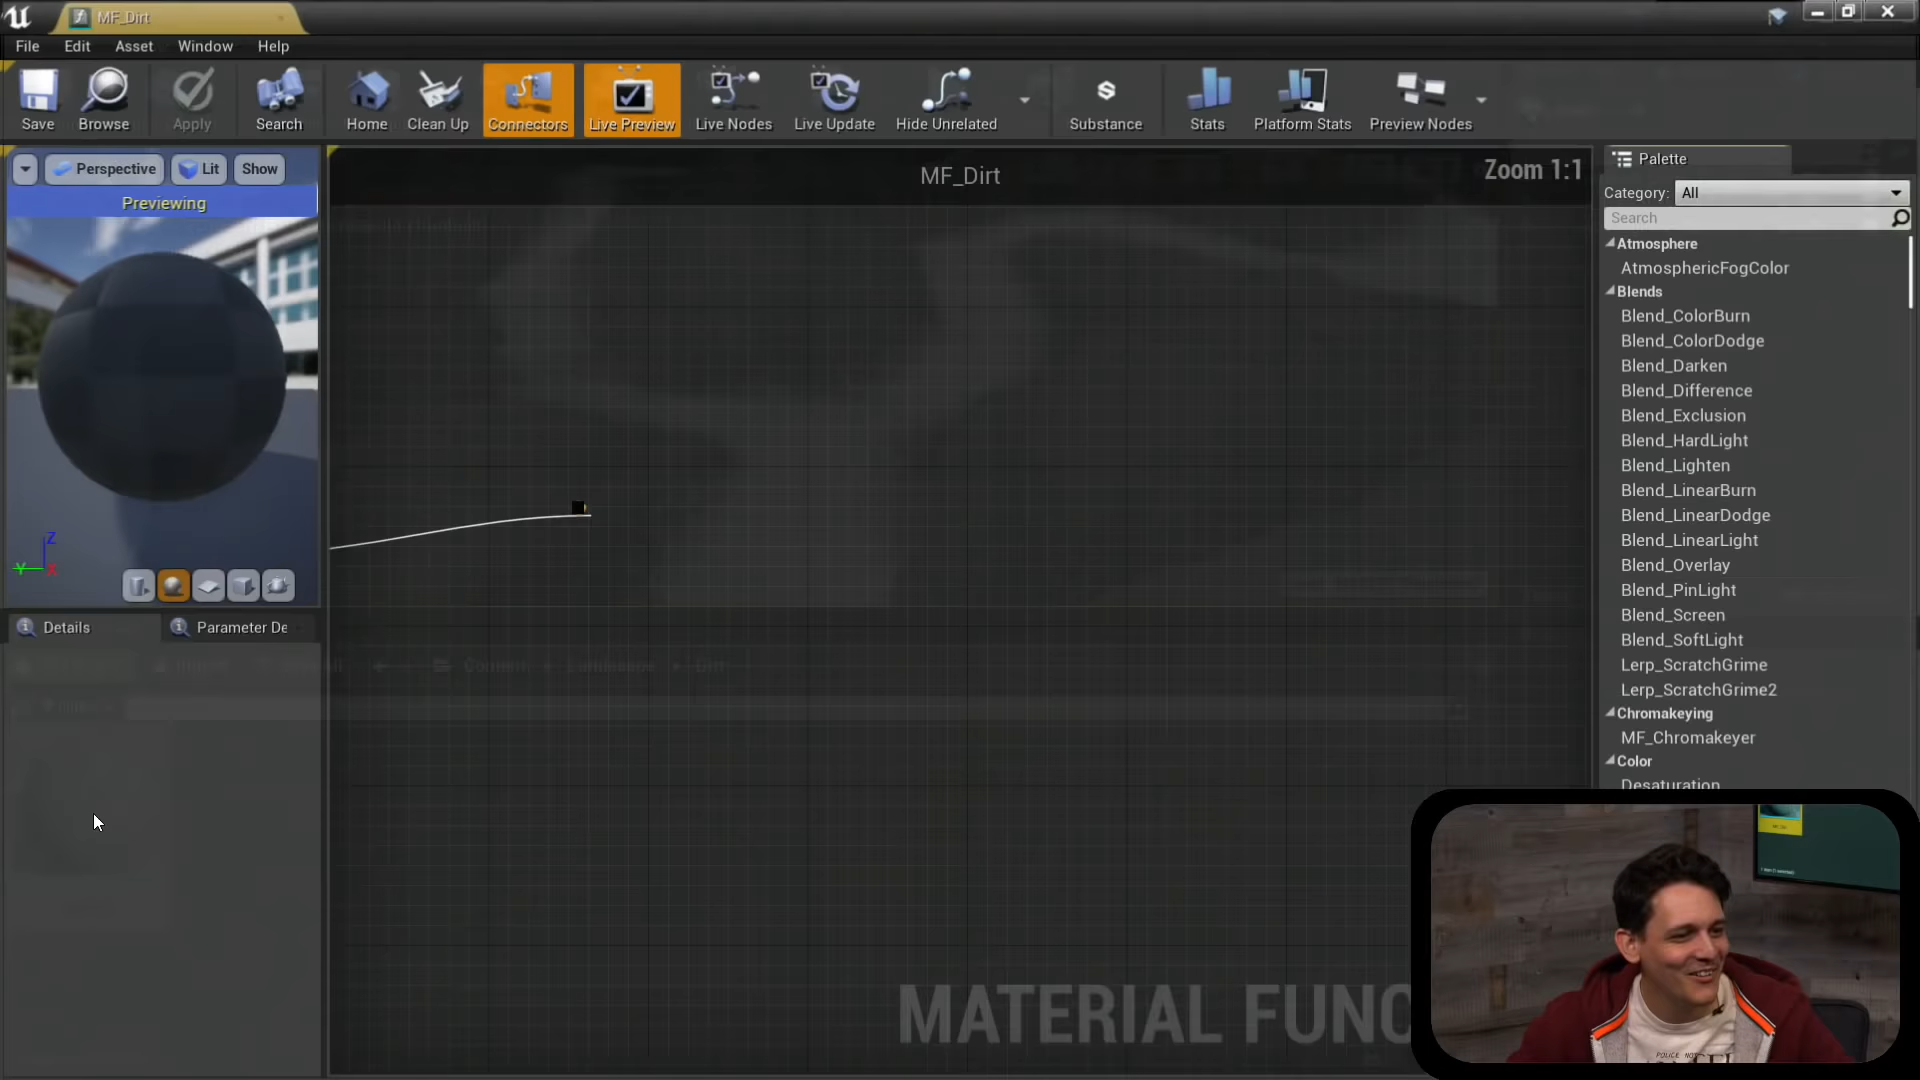 MF_Dirt
File Edit Asset Window Help
Save Browse Apply Search Home Clean Up Connectors Live Preview Live Nodes Live Update Hide Unrelated Substance Stats Platform Stats Preview Nodes
Perspective Lit Show
Previewing
MF_Dirt
Zoom 1:1
Palette
Category: All
Search
Atmosphere
AtmosphericFogColor
Blends
Blend_ColorBurn
Blend_ColorDodge
Blend_Darken
Blend_Difference
Blend_Exclusion
Blend_HardLight
Blend_Lighten
Blend_LinearBurn
Blend_LinearDodge
Blend_LinearLight
Blend_Overlay
Blend_PinLight
Blend_Screen
Blend_SoftLight
Lerp_ScratchGrime
Lerp_ScratchGrime2
Chromakeying
MF_Chromakeyer
Color
Desaturation
Z
Y
X
Details
Parameter De
Content
MATERIAL FUNC